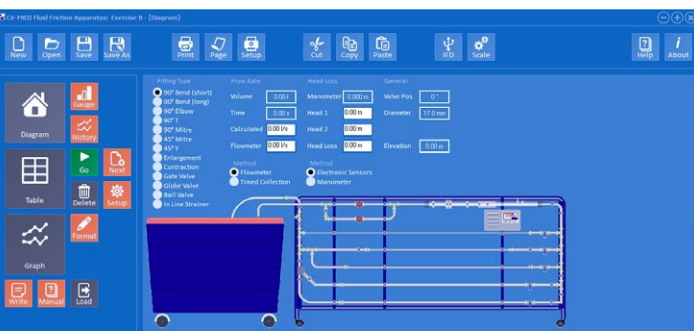 C6-MKII Fluid Friction Apparatus: Exercise B - [Diagram]
New Open Save Save As Print Page Setup Cut Copy Paste IFD Scale Help About
Diagram
Gauge
History
Table
Go
Next
Delete
Setup
Graph
Format
Write
Manual
Load
Fitting Type
90° Bend (short)
90° Bend (long)
90° Elbow
90° T
90° Mitre
45° Mitre
45° Y
Enlargement
Contraction
Gate Valve
Globe Valve
Ball Valve
In Line Strainer
Flow Rate
Volume 0.00 l
Time 0.00 s
Calculated 0.00 l/s
Flowmeter 0.00 l/s
Method
Flowmeter
Timed Collection
Head Loss
Manometer 0.000 m
Head 1 0.00 m
Head 2 0.00 m
Head Loss 0.00 m
Method
Electronic Sensors
Manometer
General
Valve Pos. 0 °
Diameter 17.0 mm
Elevation 0.00 m